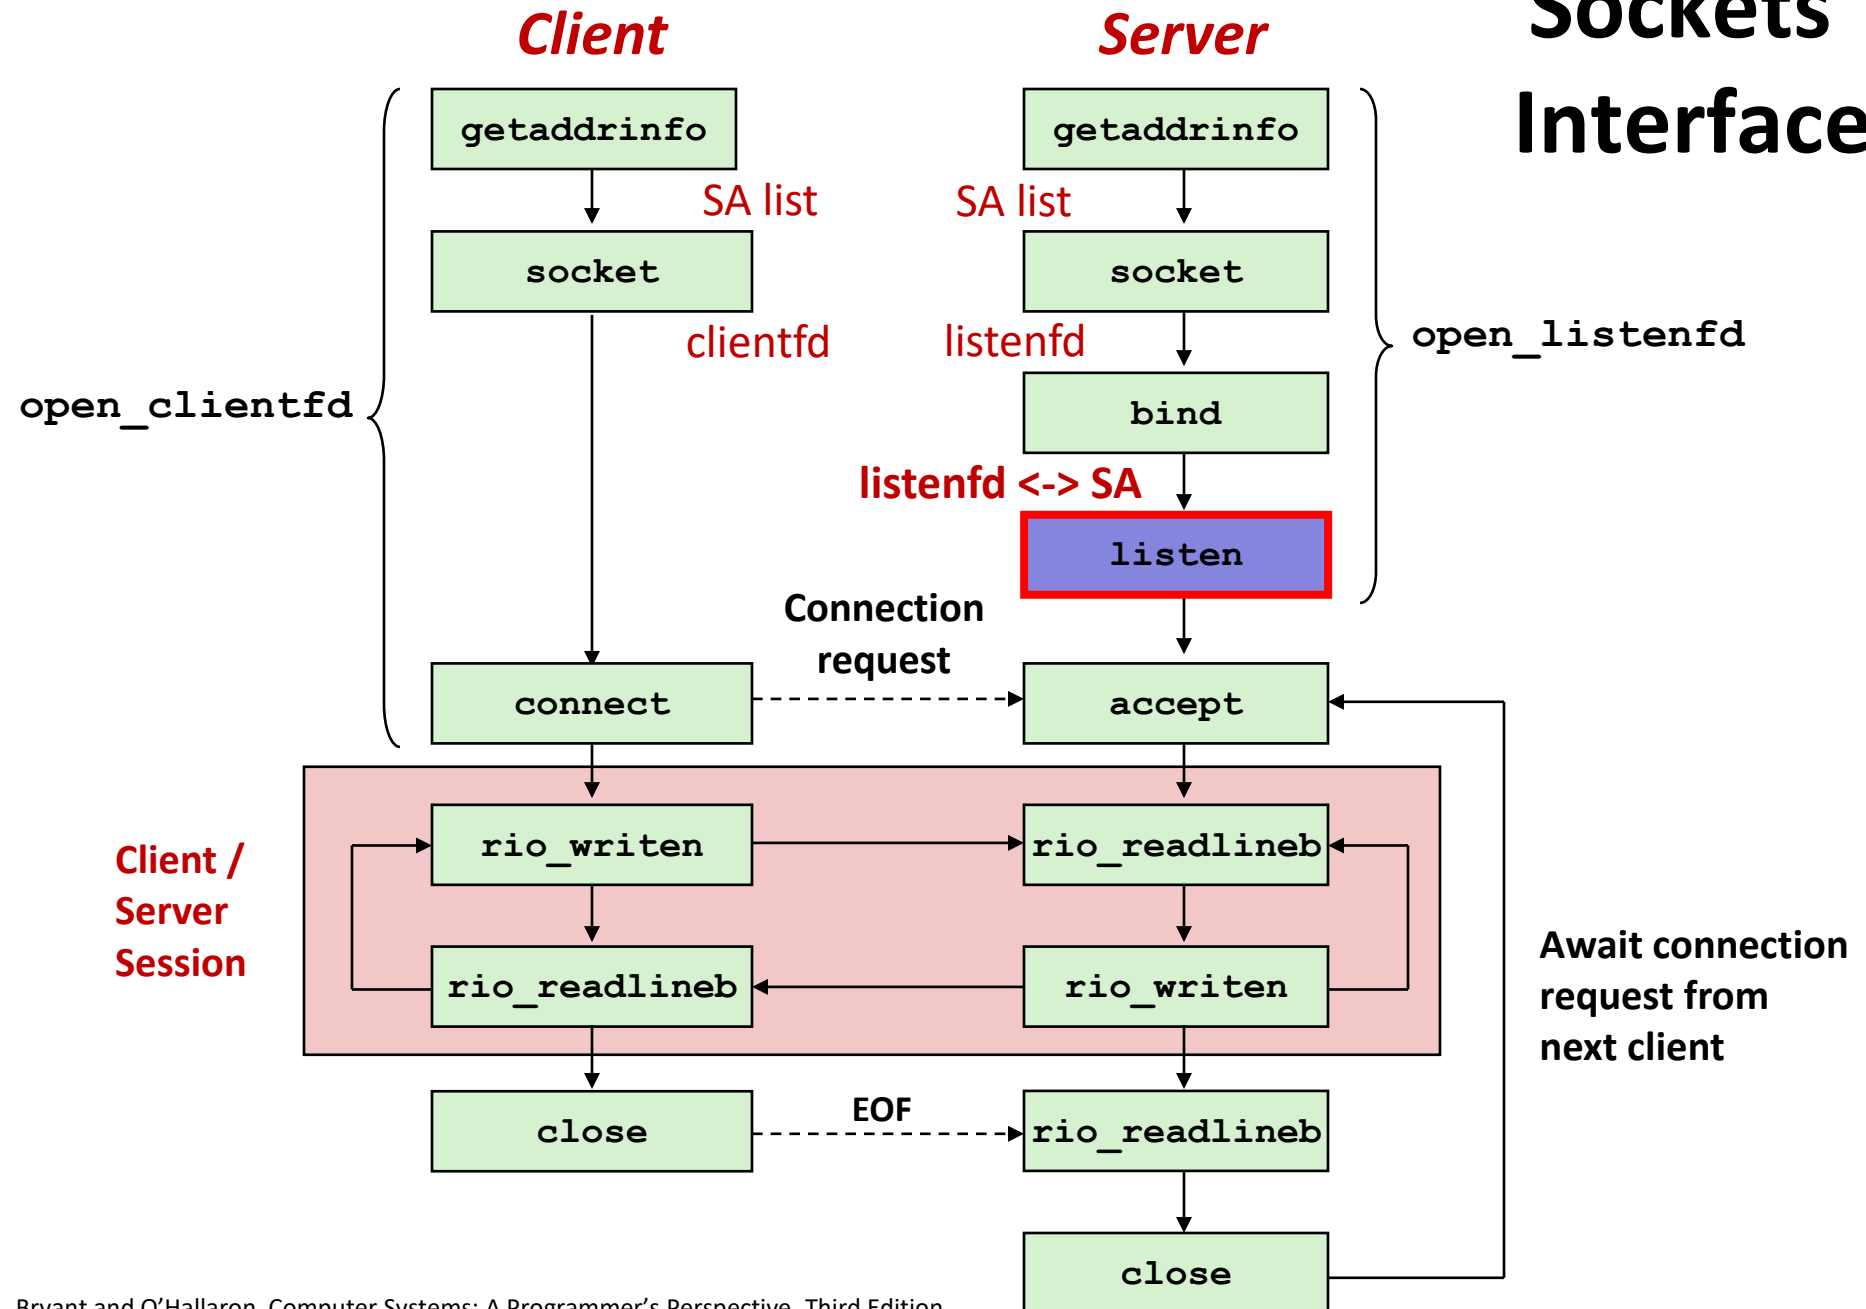 Sockets
Interface
Client
Server
getaddrinfo
getaddrinfo
SA list
SA list
socket
socket
clientfd
listenfd
open_listenfd
open_clientfd
bind
listenfd <-> SA
listen
Connection
request
connect
accept
Client /
Server
Session
rio_writen
rio_readlineb
rio_readlineb
rio_writen
Await connection
request from
next client
close
EOF
rio_readlineb
close
Bryant and O'Hallaron, Computer Systems: A Programmer's Perspective, Third Edition